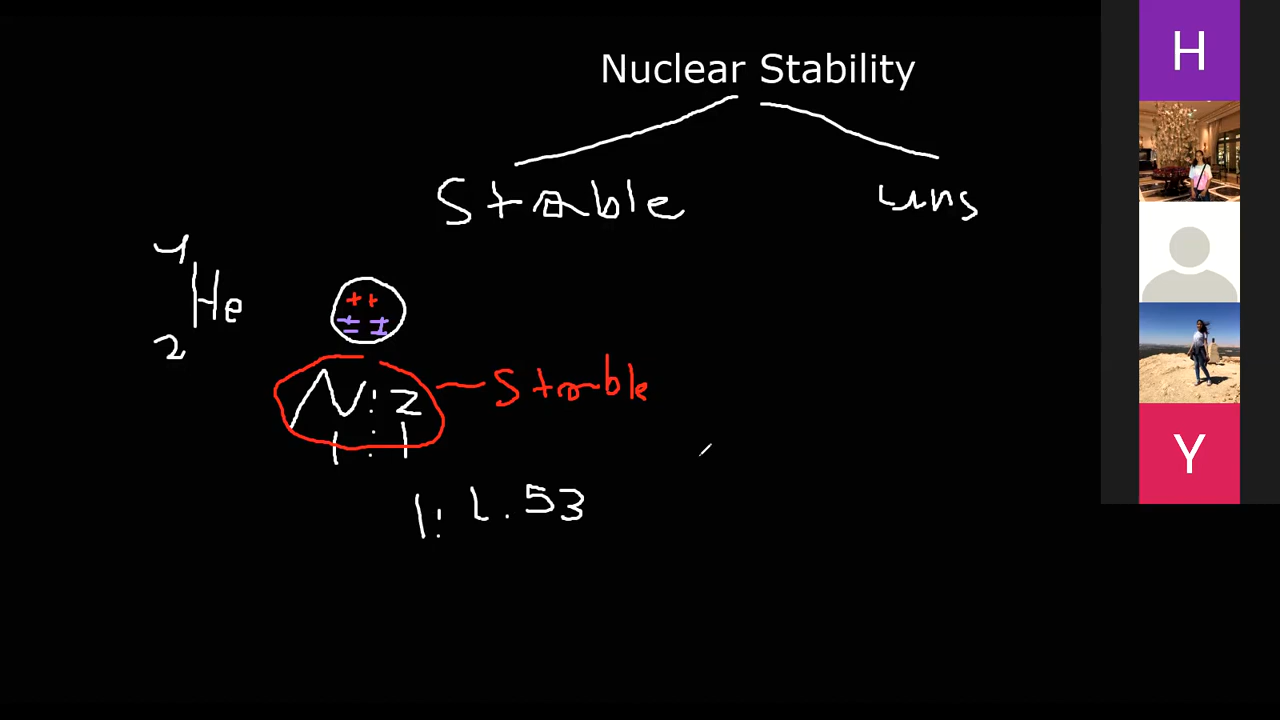 Nuclear Stability
Stable
uns
4
He
2
++
N:Z
1:1
Stable
1:1.53
H
Y